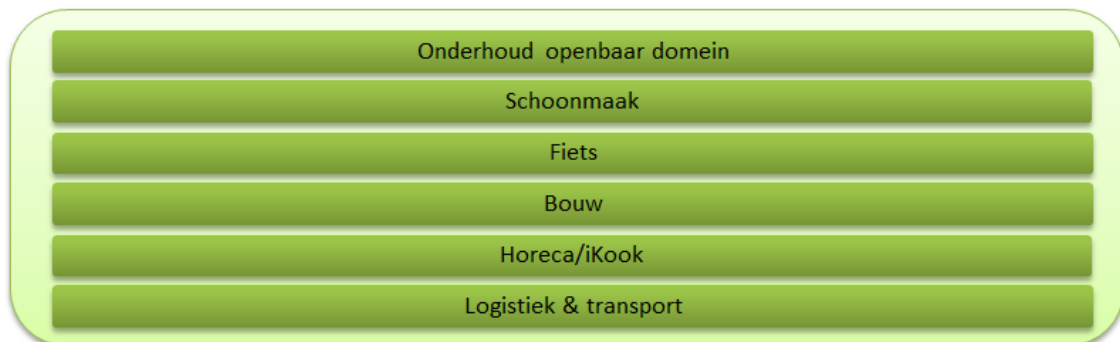 Onderhoud openbaar domein
Schoonmaak
Fiets
Bouw
Horeca/iKook
Logistiek & transport